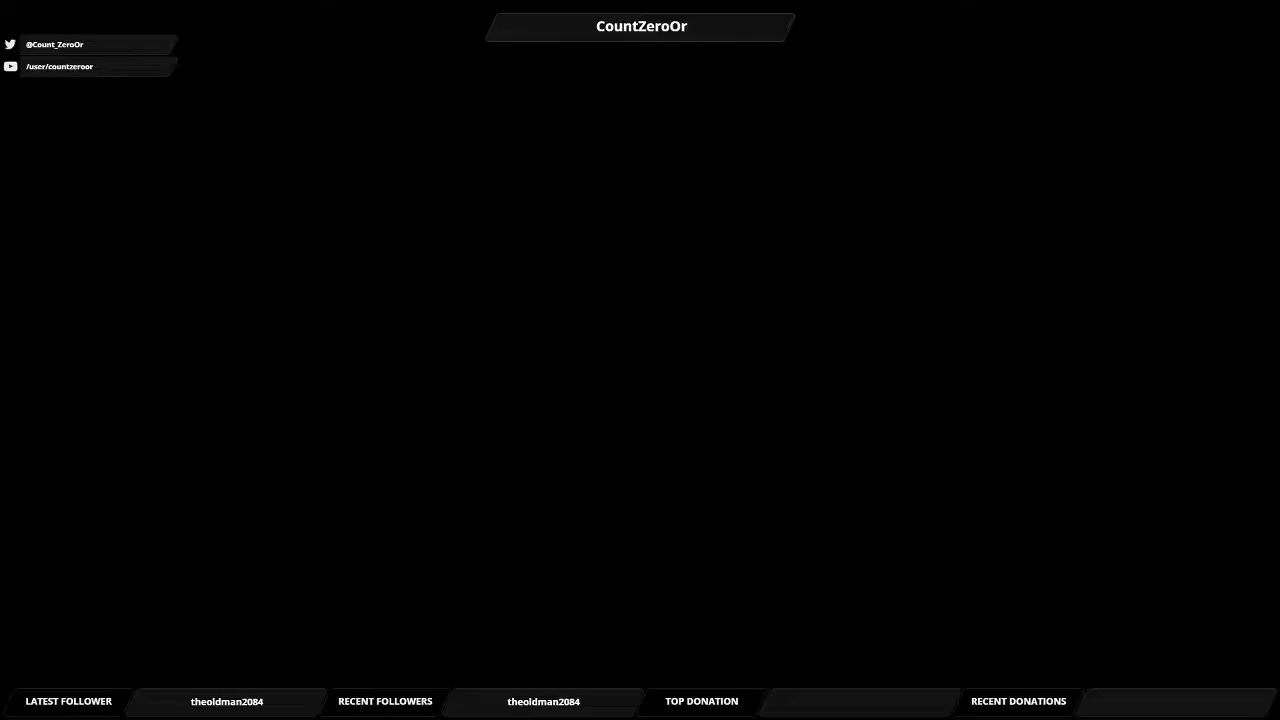 CountZeroOr
@Count_ZeroOr
/user/countzeroor
LATEST FOLLOWER theoldman2084 RECENT FOLLOWERS theoldman2084 TOP DONATION RECENT DONATIONS